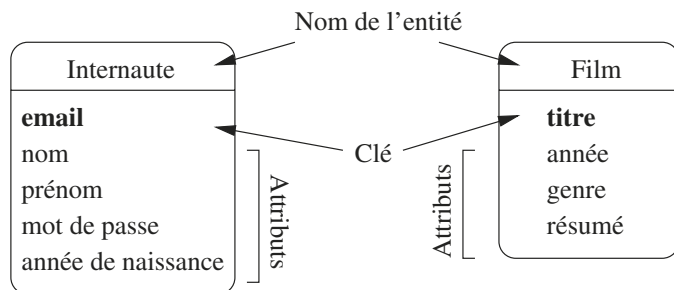 Nom de l'entité
Internaute
email
nom
prénom
mot de passe
année de naissance
Attributs
Clé
Attributs
Film
titre
année
genre
résumé